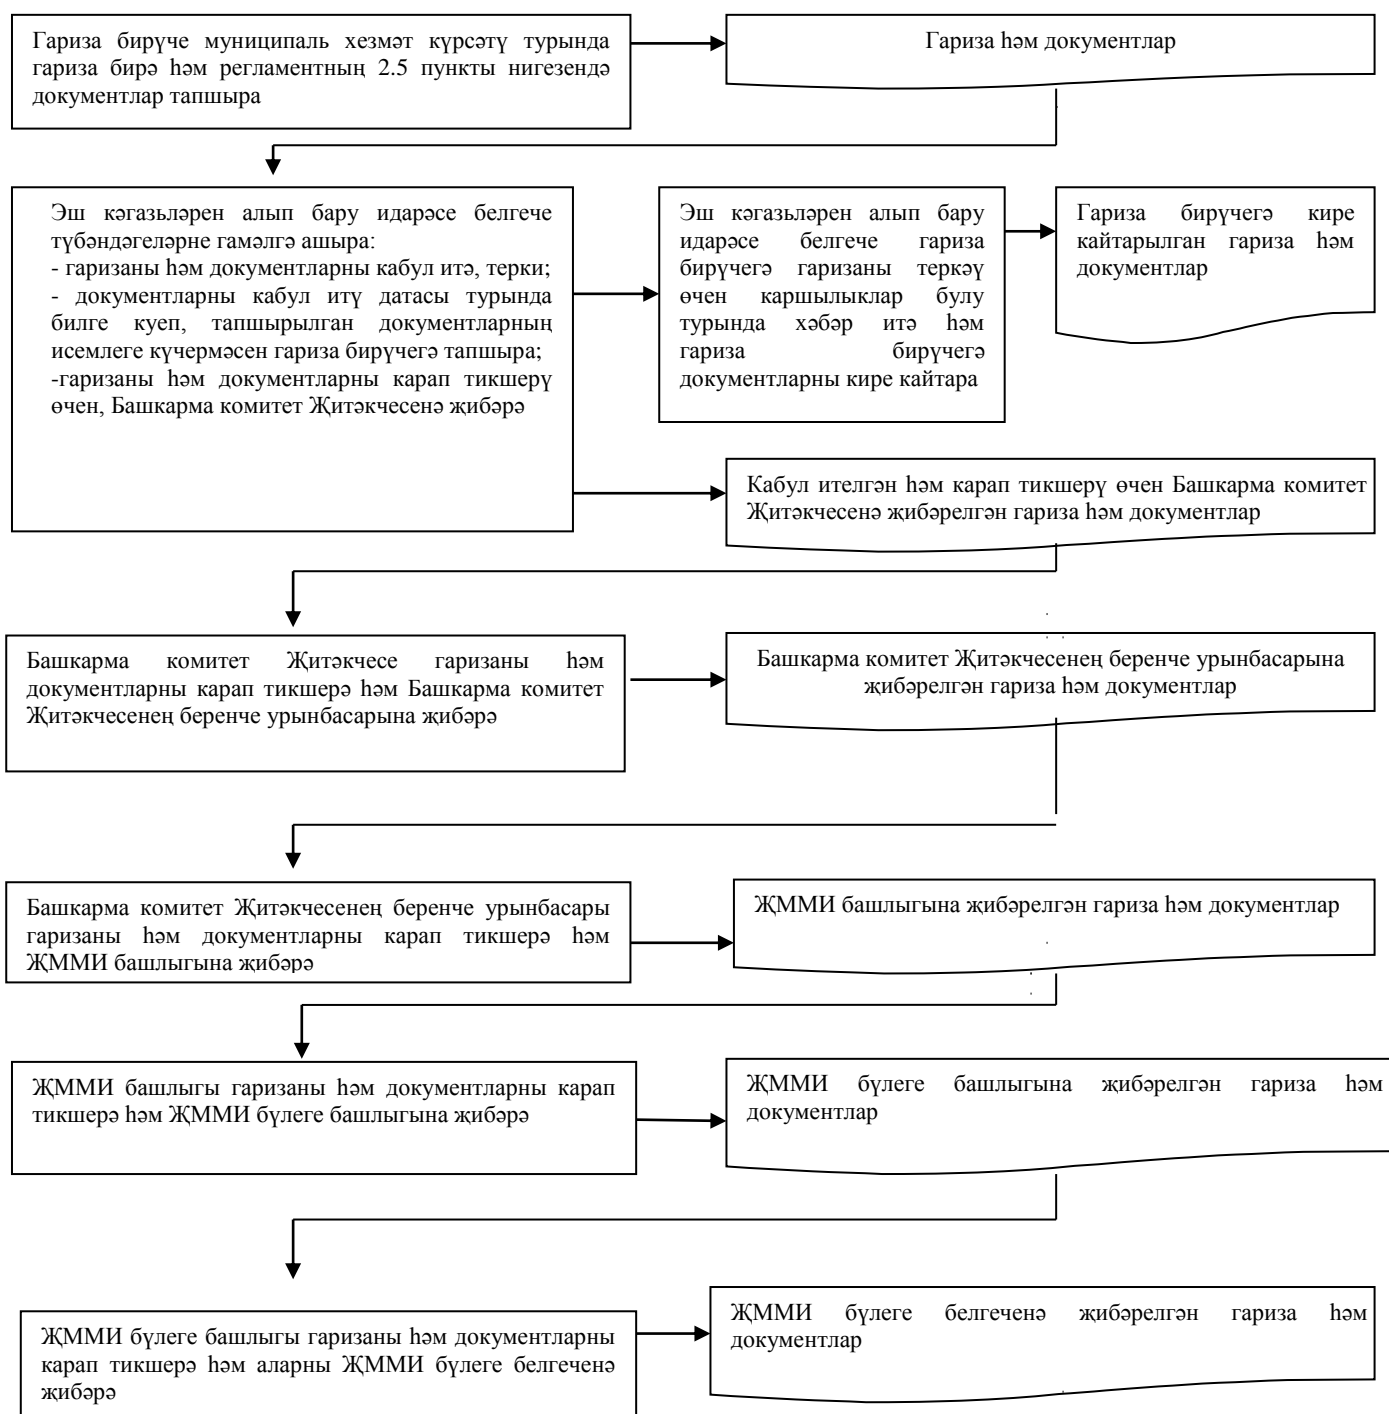 Гариза бирүче муниципаль хезмәт күрсәтү турында
гариза бирә һәм регламентның 2.5 пункты нигезендә
документлар тапшыра
Гариза һәм документлар
Эш кәгазьләрен алып бару идарәсе белгече
түбәндәгеләрне гамәлгә ашыра:
- гаризаны һәм документларны кабул итә, терки;
- документларны кабул итү датасы турында
билге куеп, тапшырылган документларның
исемлеге күчермәсен гариза бирүчегә тапшыра;
-гаризаны һәм документларны карап тикшерү
өчен, Башкарма комитет Җитәкчесенә җибәрә
Эш кәгазьләрен алып бару
идарәсе белгече гариза
бирүчегә гаризаны теркәү
өчен каршылыклар булу
турында хәбәр итә һәм
гариза бирүчегә
документларны кире кайтара
Гариза бирүчегә кире
кайтарылган гариза һәм
документлар
Кабул ителгән һәм карап тикшерү өчен Башкарма комитет
Җитәкчесенә җибәрелгән гариза һәм документлар
Башкарма комитет Җитәкчесе гаризаны һәм
документларны карап тикшерә һәм Башкарма комитет
Җитәкчесенең беренче урынбасарына җибәрә
Башкарма комитет Җитәкчесенең беренче урынбасарына
җибәрелгән гариза һәм документлар
Башкарма комитет Җитәкчесенең беренче урынбасары
гаризаны һәм документларны карап тикшерә һәм
ҖММИ башлыгына җибәрә
ҖММИ башлыгына җибәрелгән гариза һәм документлар
ҖММИ башлыгы гаризаны һәм документларны карап
тикшерә һәм ҖММИ бүлеге башлыгына җибәрә
ҖММИ бүлеге башлыгына җибәрелгән гариза һәм
документлар
ҖММИ бүлеге башлыгы гаризаны һәм документларны
карап тикшерә һәм аларны ҖММИ бүлеге белгеченә
җибәрә
ҖММИ бүлеге белгеченә җибәрелгән гариза һәм
документлар